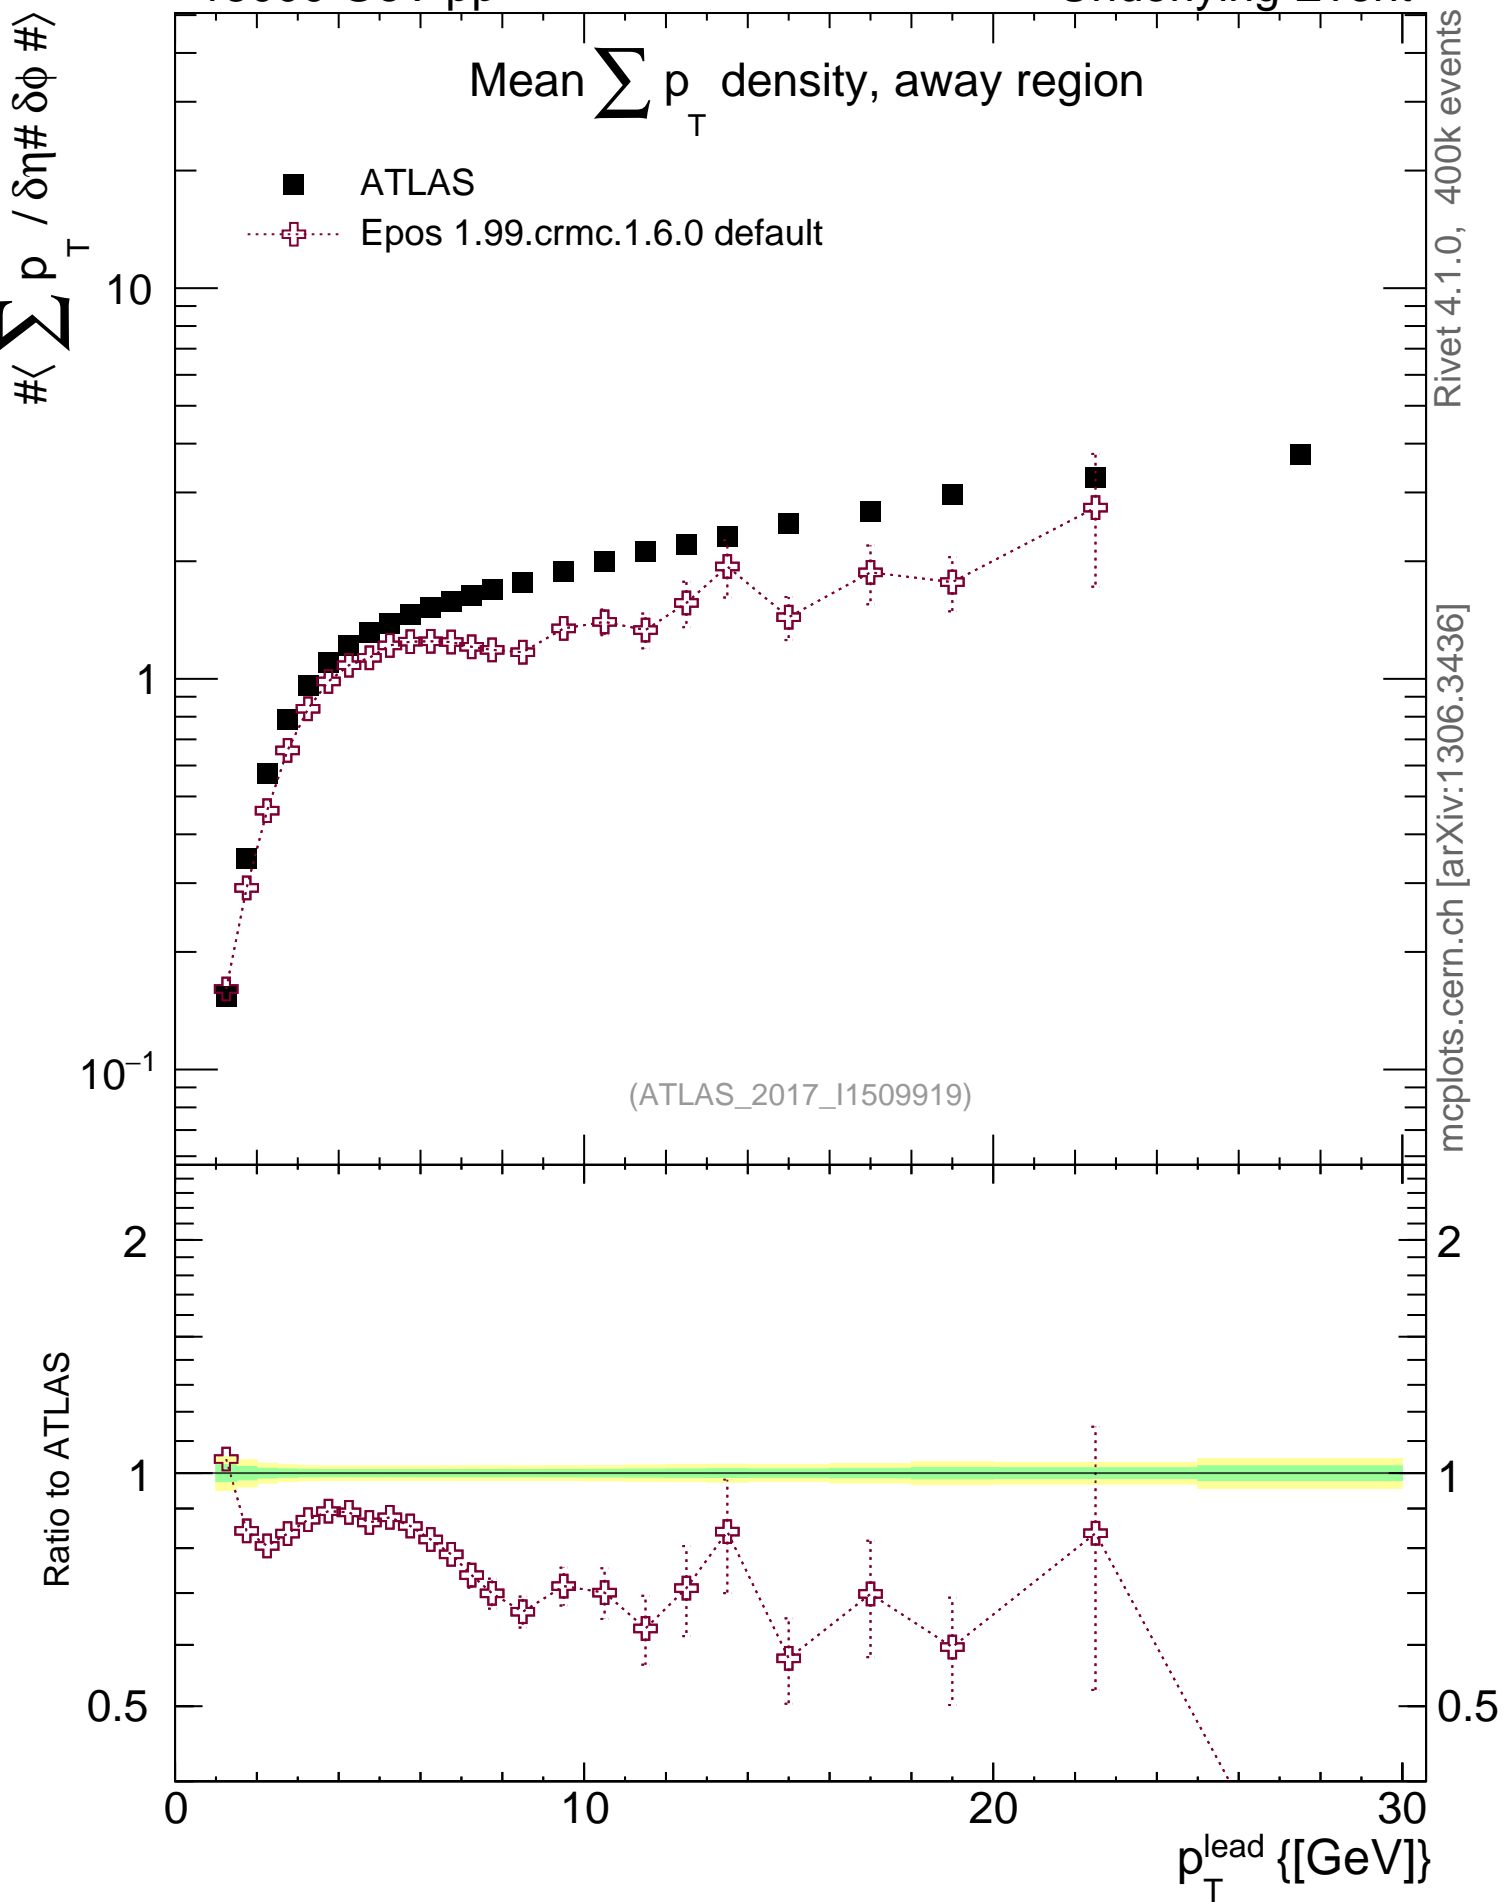 Mean ∑ p_T density, away region
ATLAS
Epos 1.99.crmc.1.6.0 default
#⟨ ∑ p_T / δη# δϕ #⟩
10
1
10⁻¹
(ATLAS_2017_I1509919)
Rivet 4.1.0, 400k events
mcplots.cern.ch [arXiv:1306.3436]
Ratio to ATLAS
2
1
0.5
2
1
0.5
0 10 20 30
p_T^lead {[GeV]}